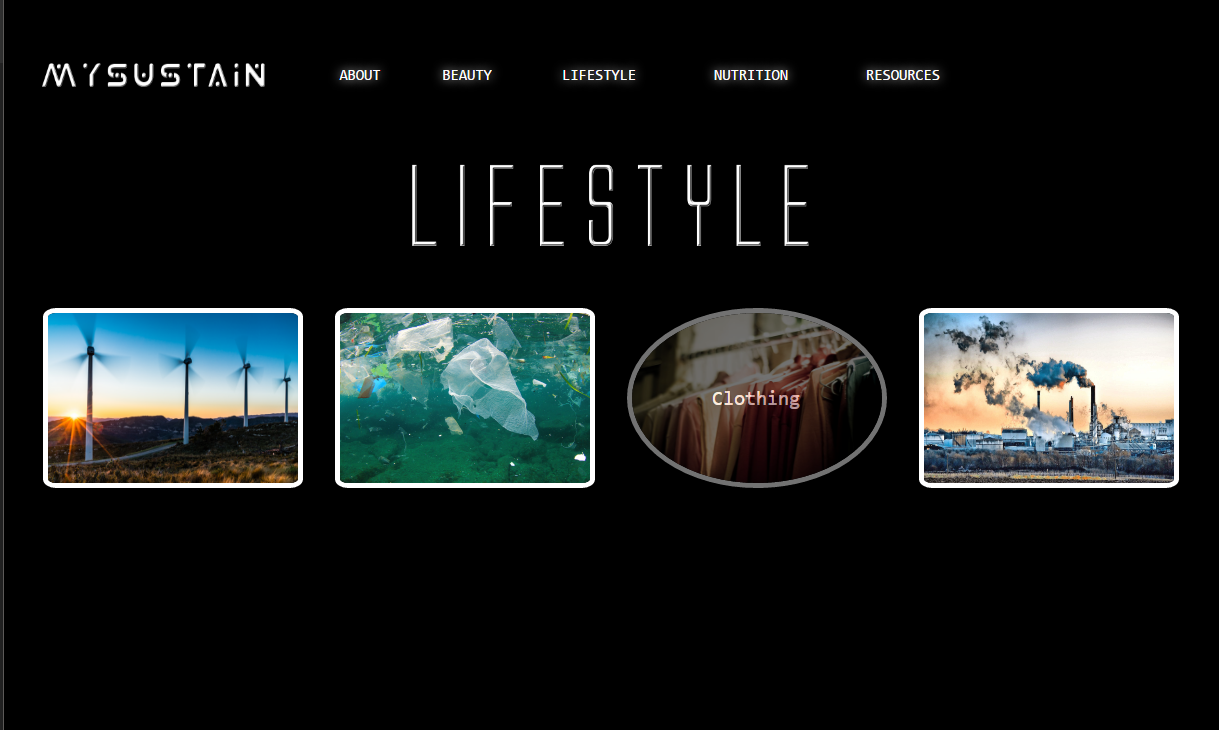 MYSUSTAiN
ABOUT BEAUTY LIFESTYLE NUTRITION RESOURCES
LIFESTYLE
Clothing